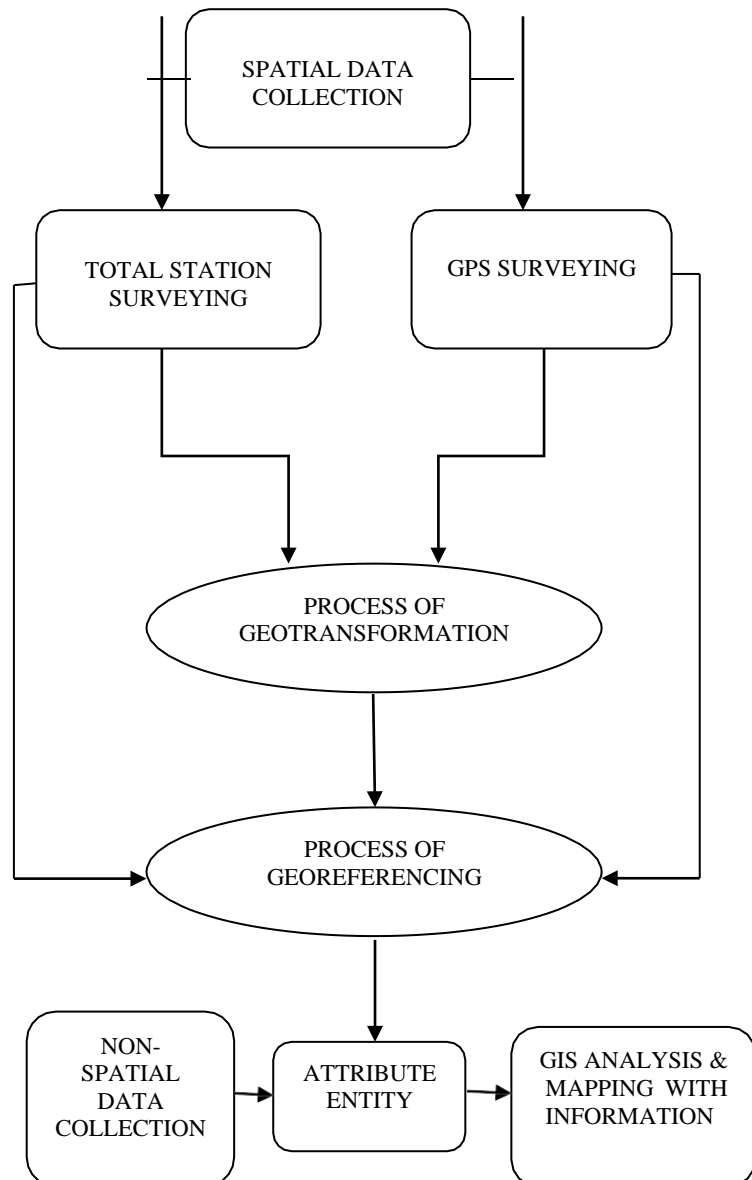 SPATIAL DATA
COLLECTION
TOTAL STATION
SURVEYING
GPS SURVEYING
PROCESS OF
GEOTRANSFORMATION
PROCESS OF
GEOREFERENCING
NON-
SPATIAL
DATA
COLLECTION
ATTRIBUTE
ENTITY
GIS ANALYSIS &
MAPPING WITH
INFORMATION